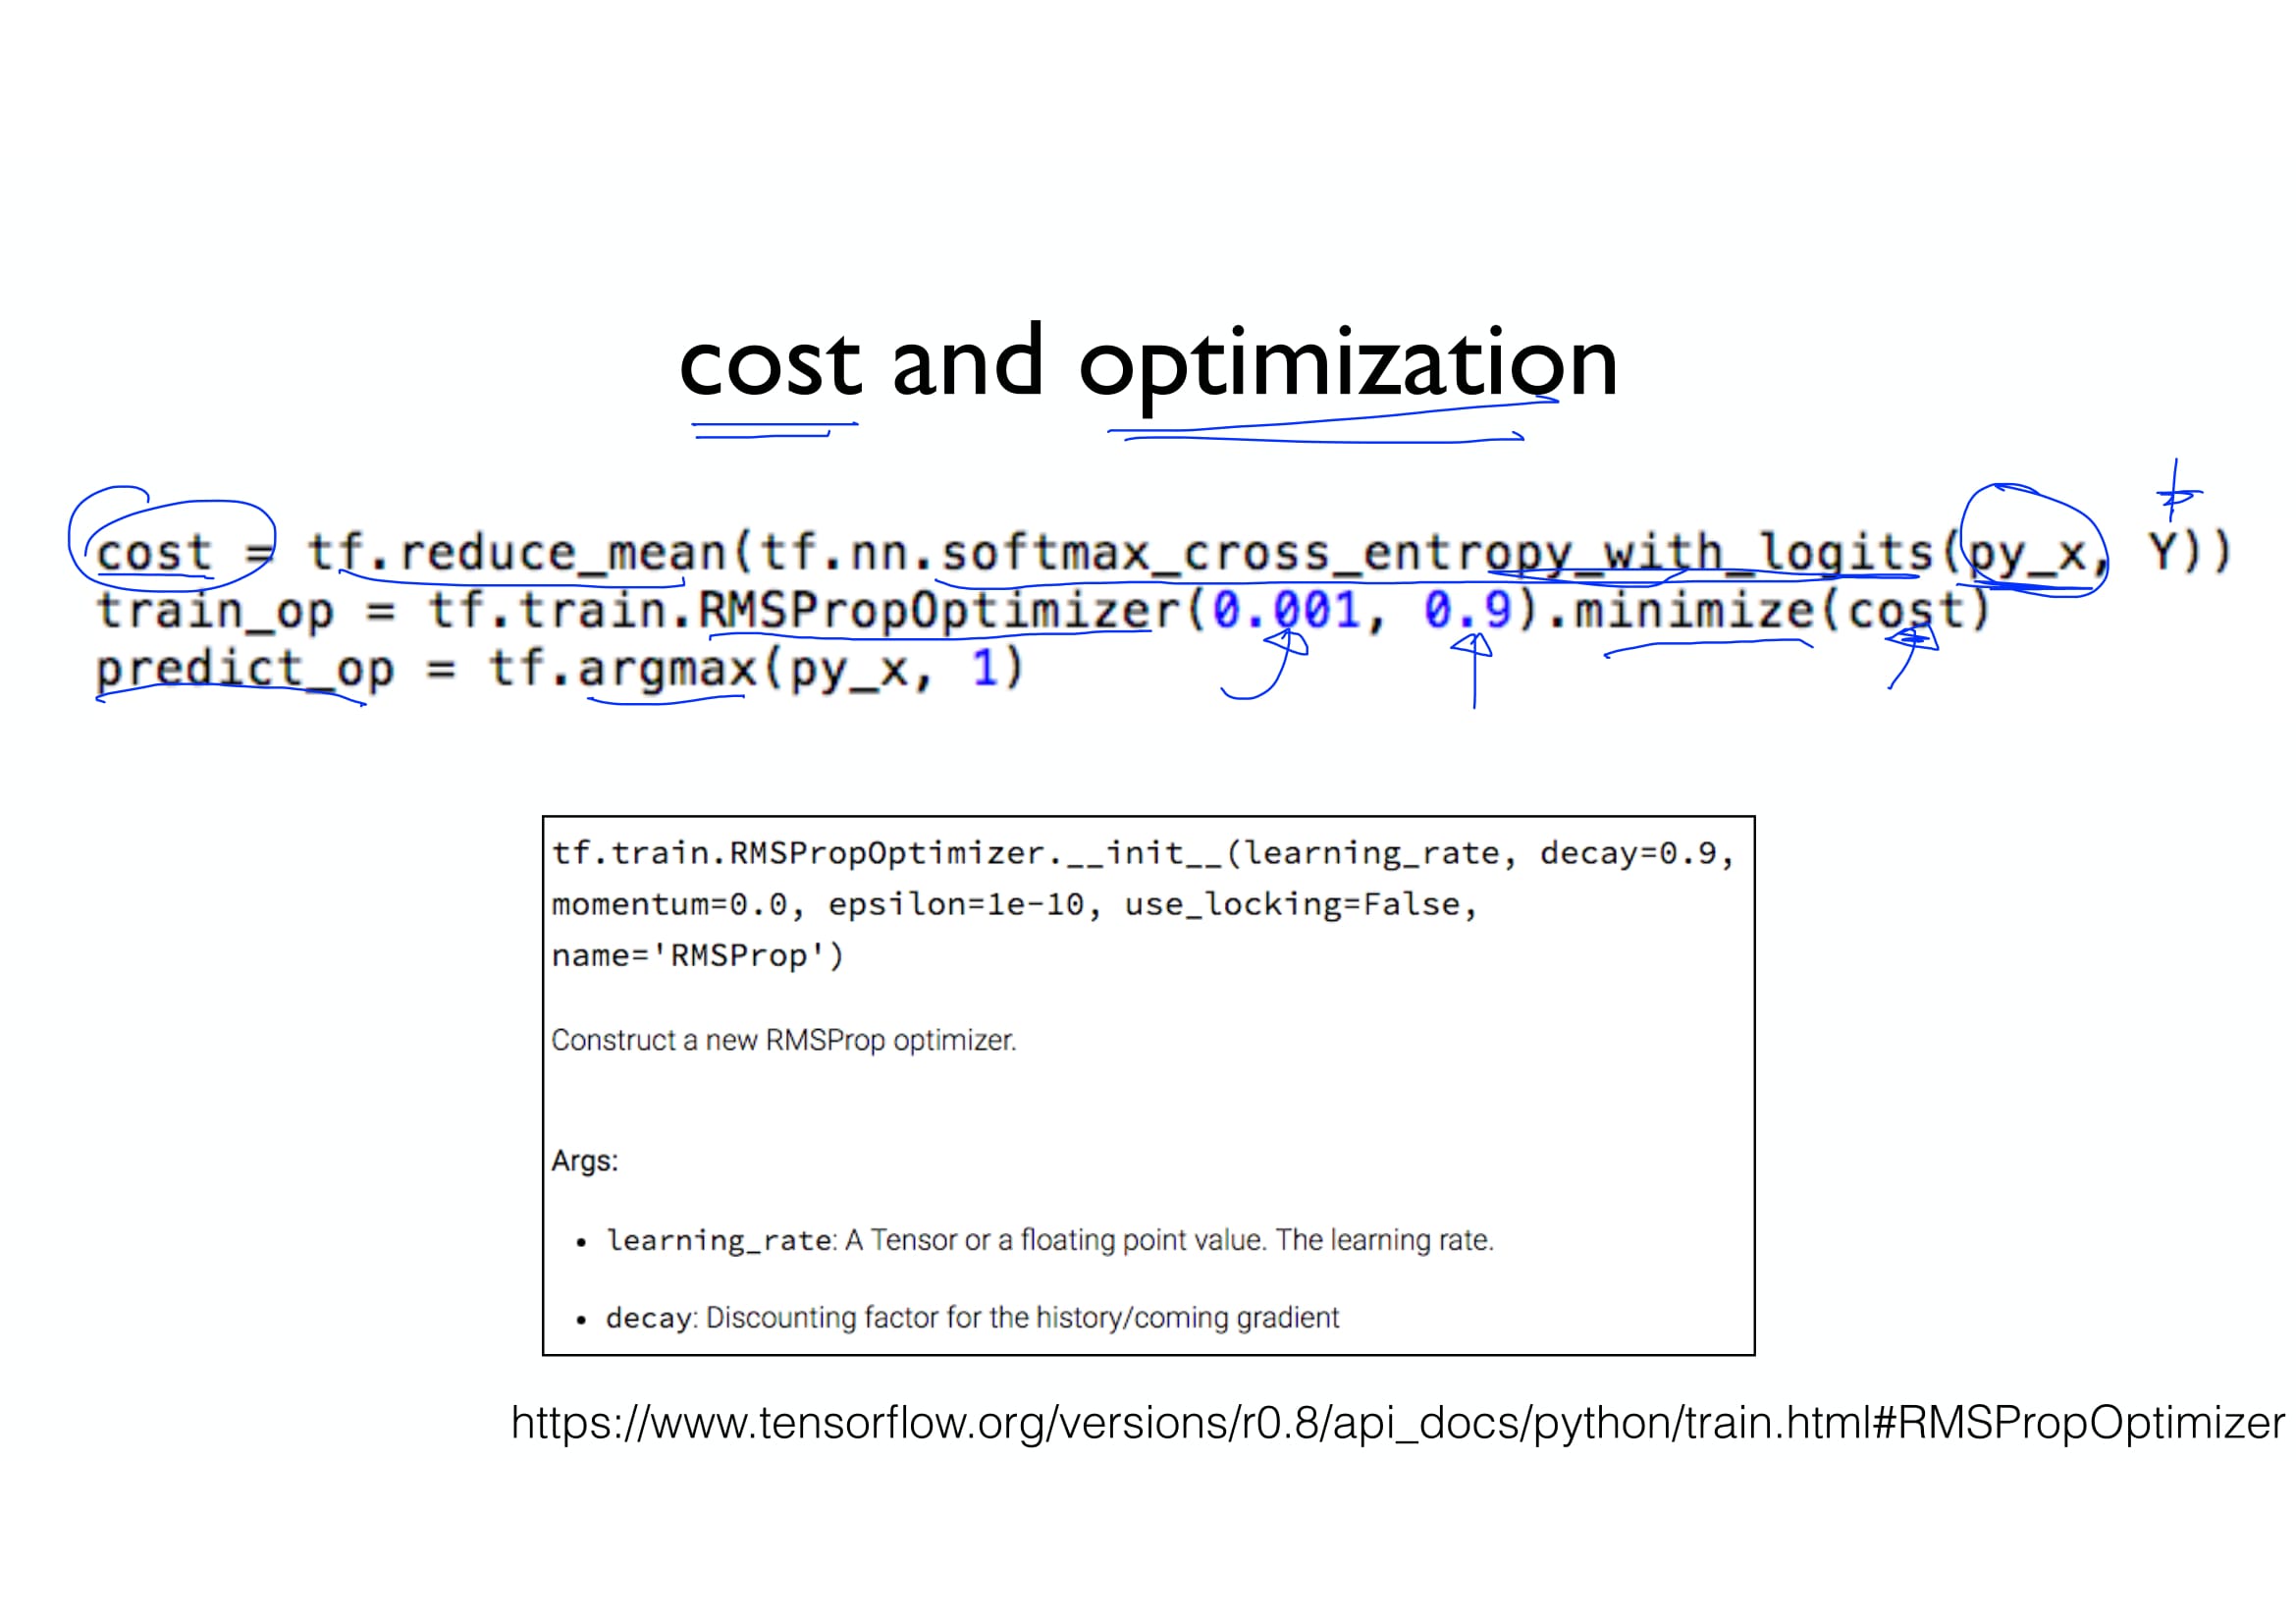 cost and optimization
cost = tf.reduce_mean(tf.nn.softmax_cross_entropy_with_logits(py_x, Y))
train_op = tf.train.RMSPropOptimizer(0.001, 0.9).minimize(cost)
predict_op = tf.argmax(py_x, 1)
tf.train.RMSPropOptimizer.__init__(learning_rate, decay=0.9,
momentum=0.0, epsilon=1e-10, use_locking=False,
name='RMSProp')
Construct a new RMSProp optimizer.
Args:
• learning_rate: A Tensor or a floating point value. The learning rate.
• decay: Discounting factor for the history/coming gradient
https://www.tensorflow.org/versions/r0.8/api_docs/python/train.html#RMSPropOptimizer